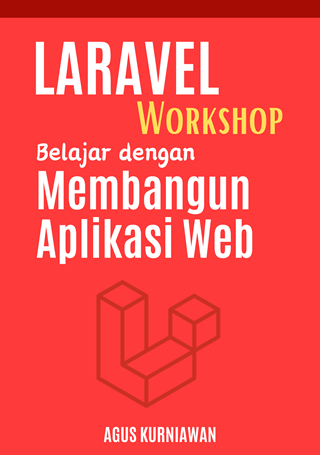 LARAVEL
WORKSHOP
Belajar dengan
Membangun
Aplikasi Web
AGUS KURNIAWAN